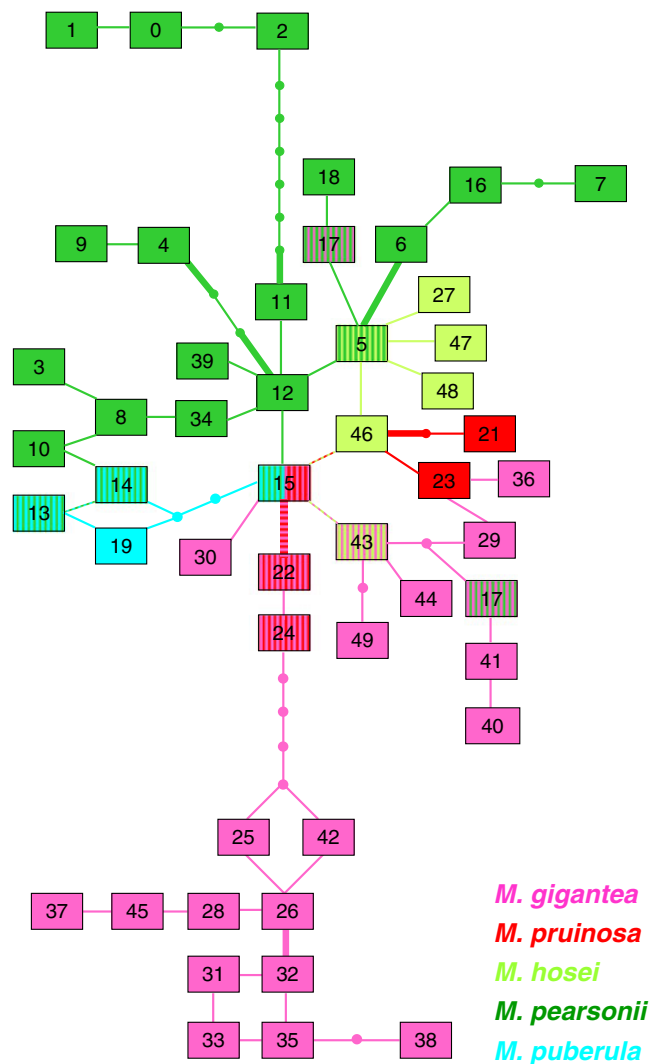 1 0 2
18 16 7
9 4 17 6
11 27
5 47
39
3 12 48
8 34 46 21
10 15 23 36
14
13 19 30 43 29
22 44 17
24 49 41
40
25 42
37 45 28 26
31 32
33 35 38
M. gigantea
M. pruinosa
M. hosei
M. pearsonii
M. puberula